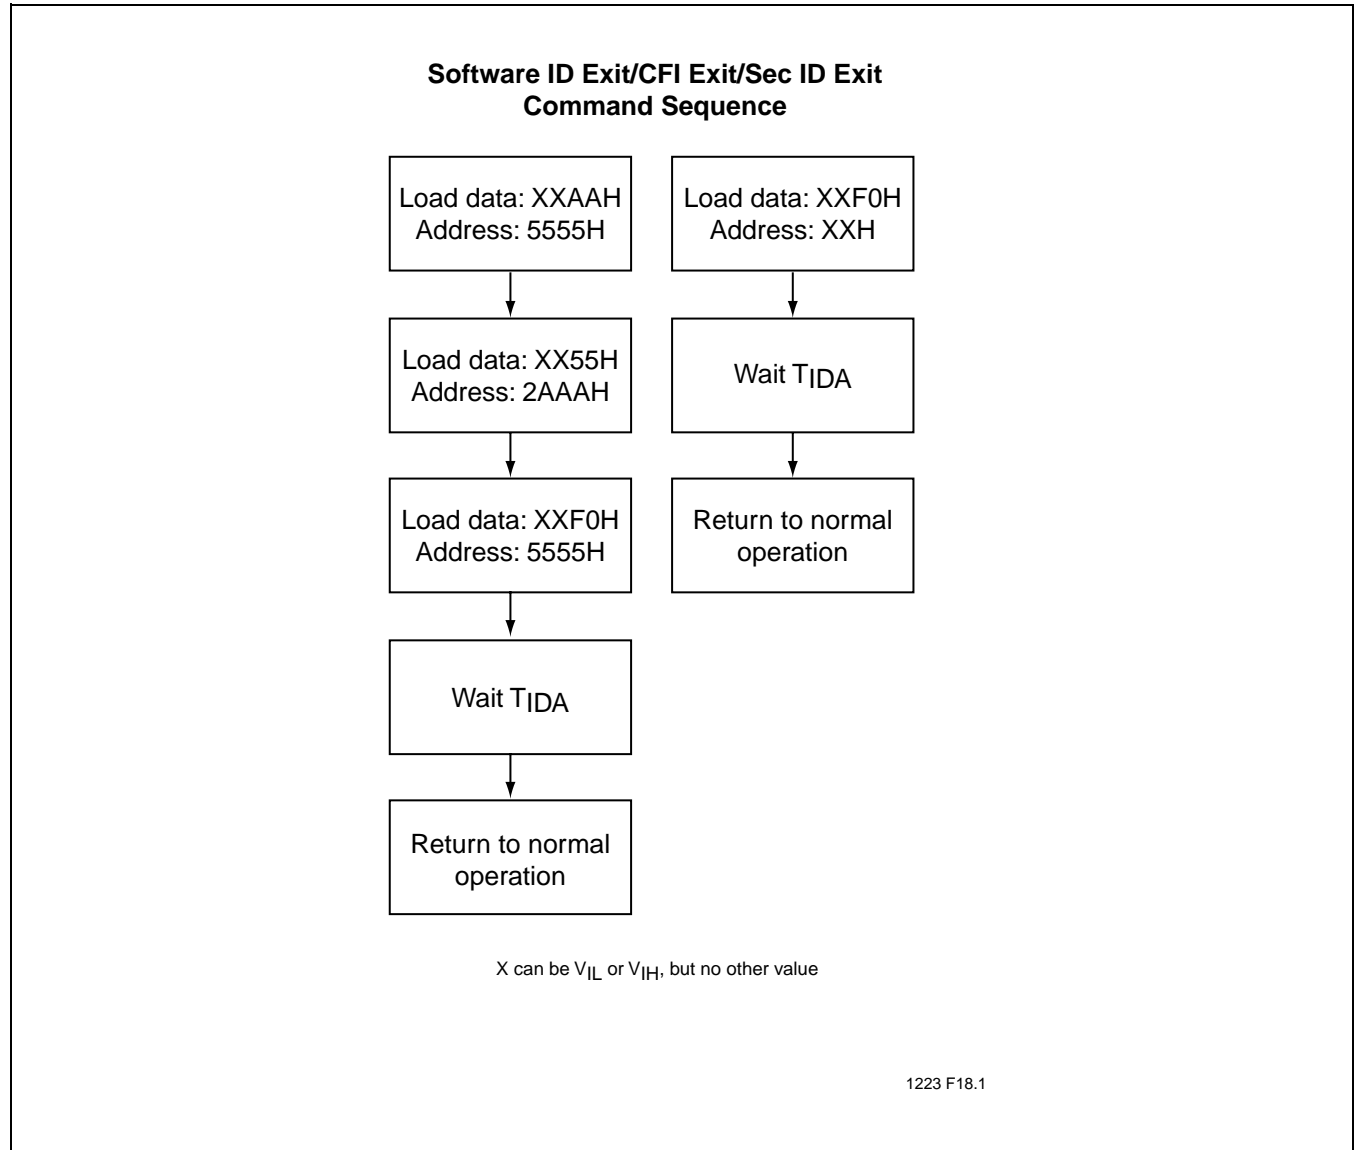 Software ID Exit/CFI Exit/Sec ID Exit
Command Sequence
Load data: XXAAH
Address: 5555H
Load data: XX55H
Address: 2AAAH
Load data: XXF0H
Address: 5555H
Wait TIDA
Return to normal
operation
Load data: XXF0H
Address: XXH
Wait TIDA
Return to normal
operation
X can be VIL or VIH, but no other value
1223 F18.1